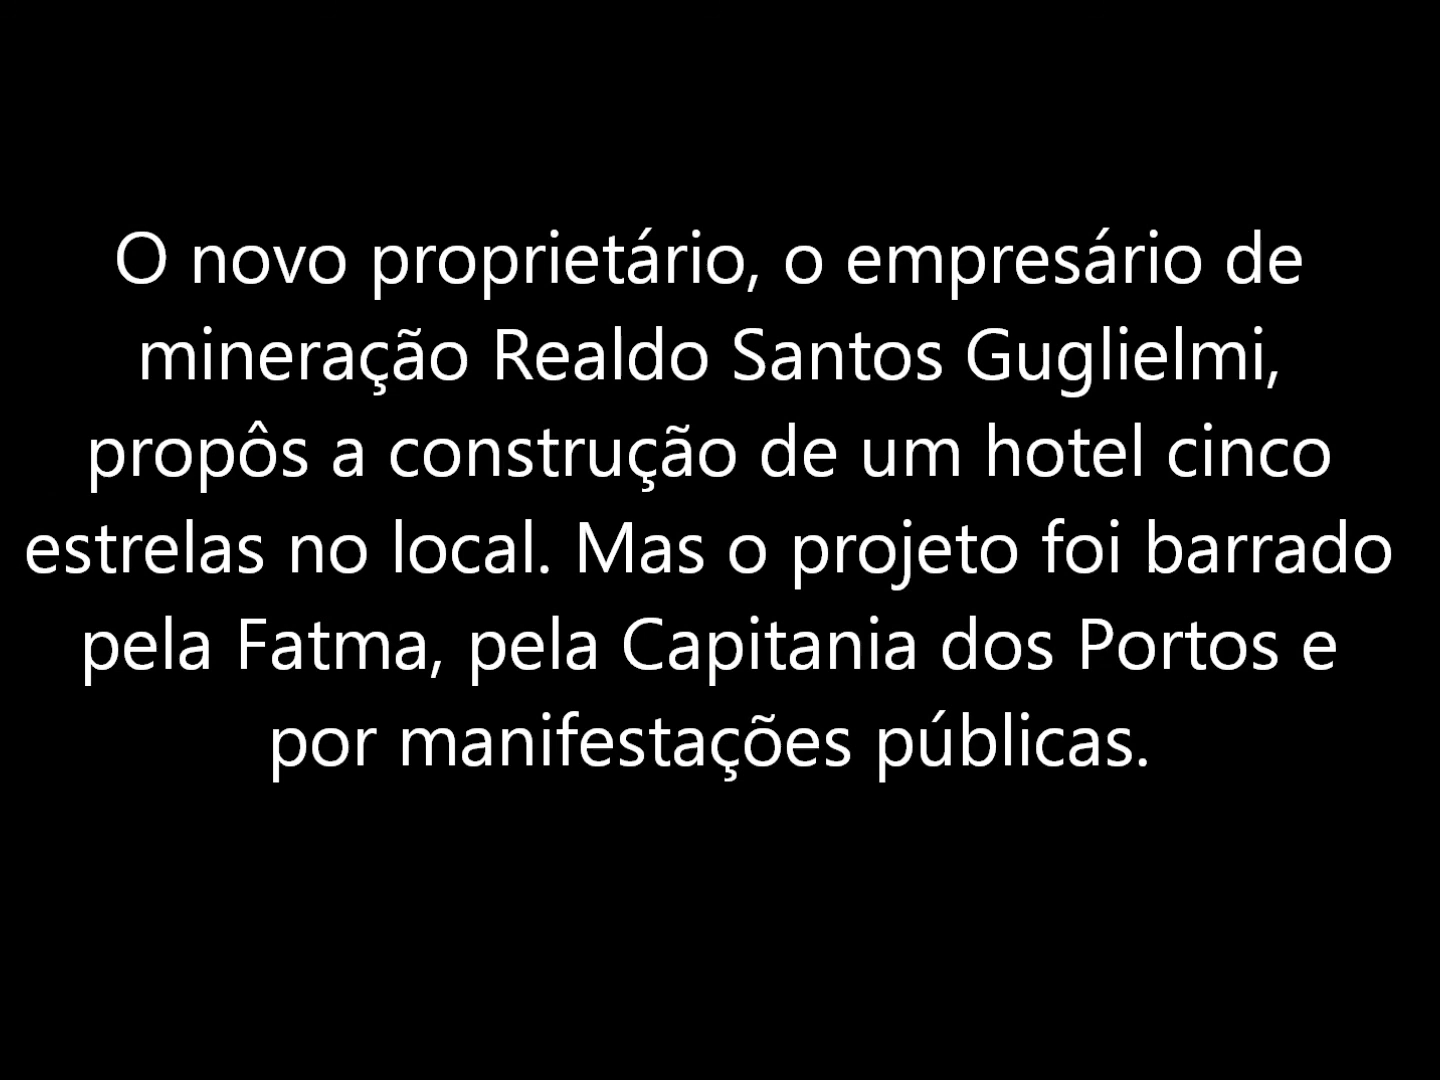 O novo proprietário, o empresário de
mineração Realdo Santos Guglielmi,
propôs a construção de um hotel cinco
estrelas no local. Mas o projeto foi barrado
pela Fatma, pela Capitania dos Portos e
por manifestações públicas.